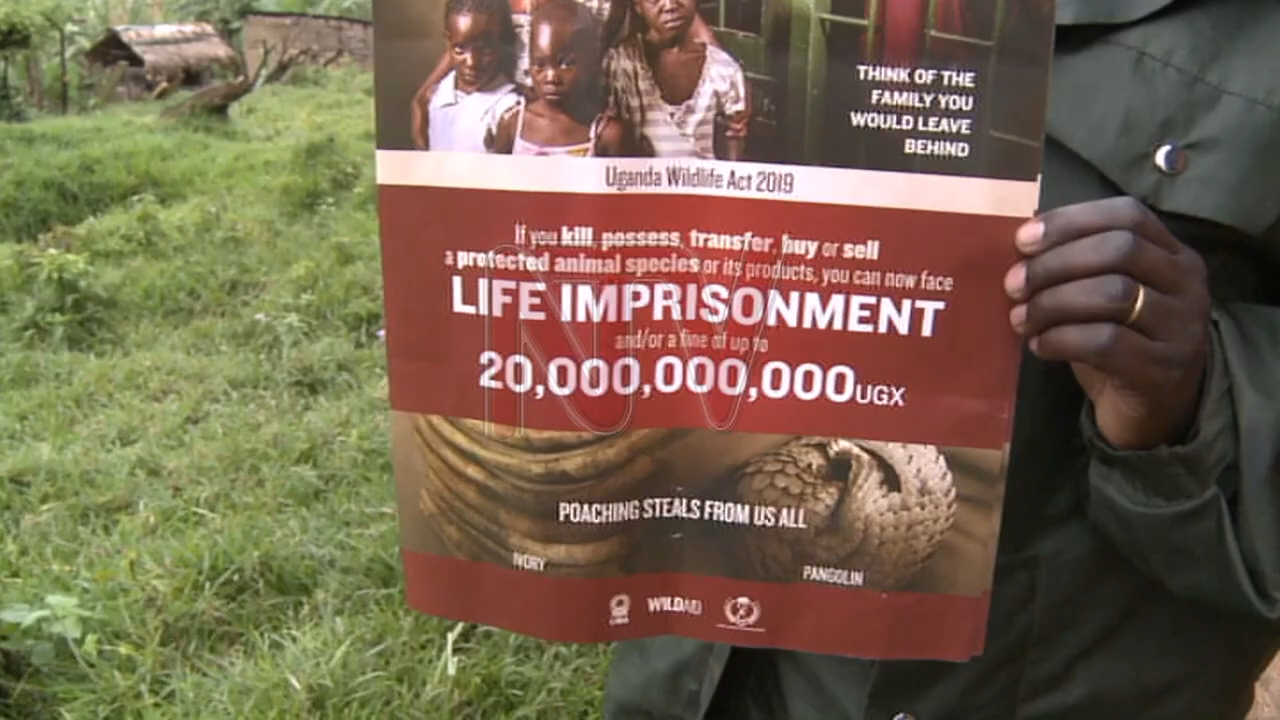 THINK OF THE
FAMILY YOU
WOULD LEAVE
BEHIND
Uganda Wildlife Act 2019
If you kill, possess, transfer, buy or sell
a protected animal species or its products, you can now face
LIFE IMPRISONMENT
and/or a fine of up to
20,000,000,000UGX
NTV
POACHING STEALS FROM US ALL
IVORY
PANGOLIN
WILDAID